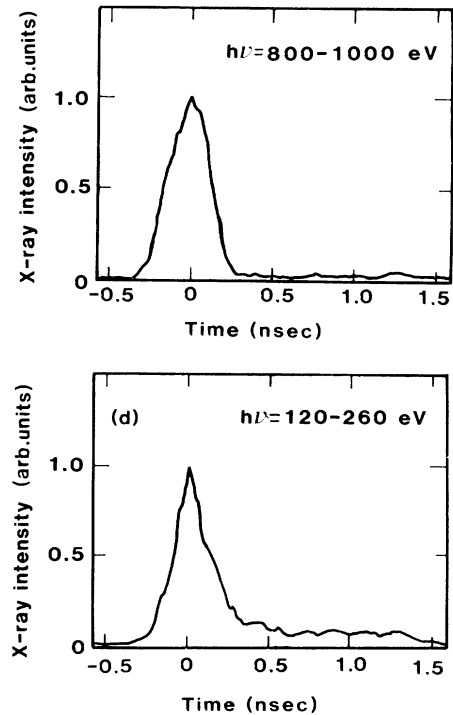 hν=800-1000 eV
X-ray intensity (arb.units)
1.0
0.5
0
-0.5 0 0.5 1.0 1.5
Time (nsec)
(d) hν=120-260 eV
X-ray intensity (arb.units)
1.0
0.5
0
-0.5 0 0.5 1.0 1.5
Time (nsec)